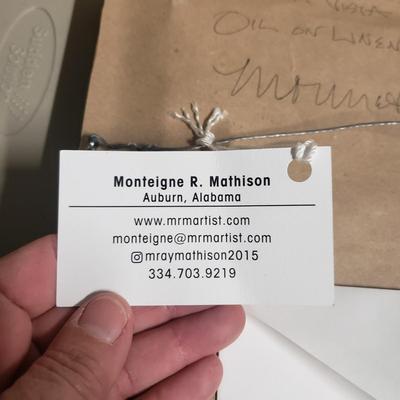 OIL ON LINEN
Monteigne R. Mathison
Auburn, Alabama
www.mrmartist.com
monteigne@mrmartist.com
mraymathison2015
334.703.9219